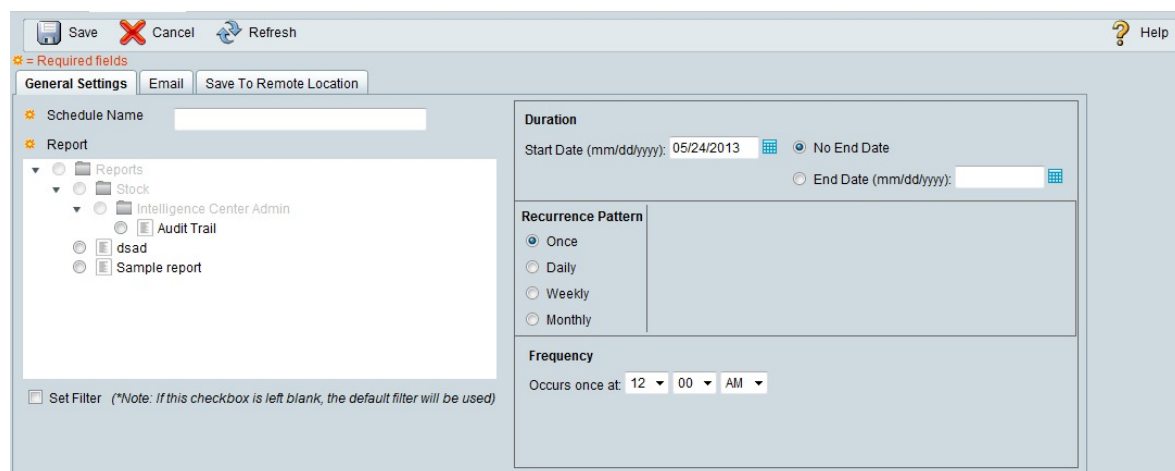 Save Cancel Refresh Help
= Required fields
General Settings Email Save To Remote Location
Schedule Name
Report
Reports
Stock
Intelligence Center Admin
Audit Trail
dsad
Sample report
Set Filter (*Note: If this checkbox is left blank, the default filter will be used)
Duration
Start Date (mm/dd/yyyy): 05/24/2013 No End Date
End Date (mm/dd/yyyy):
Recurrence Pattern
Once
Daily
Weekly
Monthly
Frequency
Occurs once at: 12 00 AM